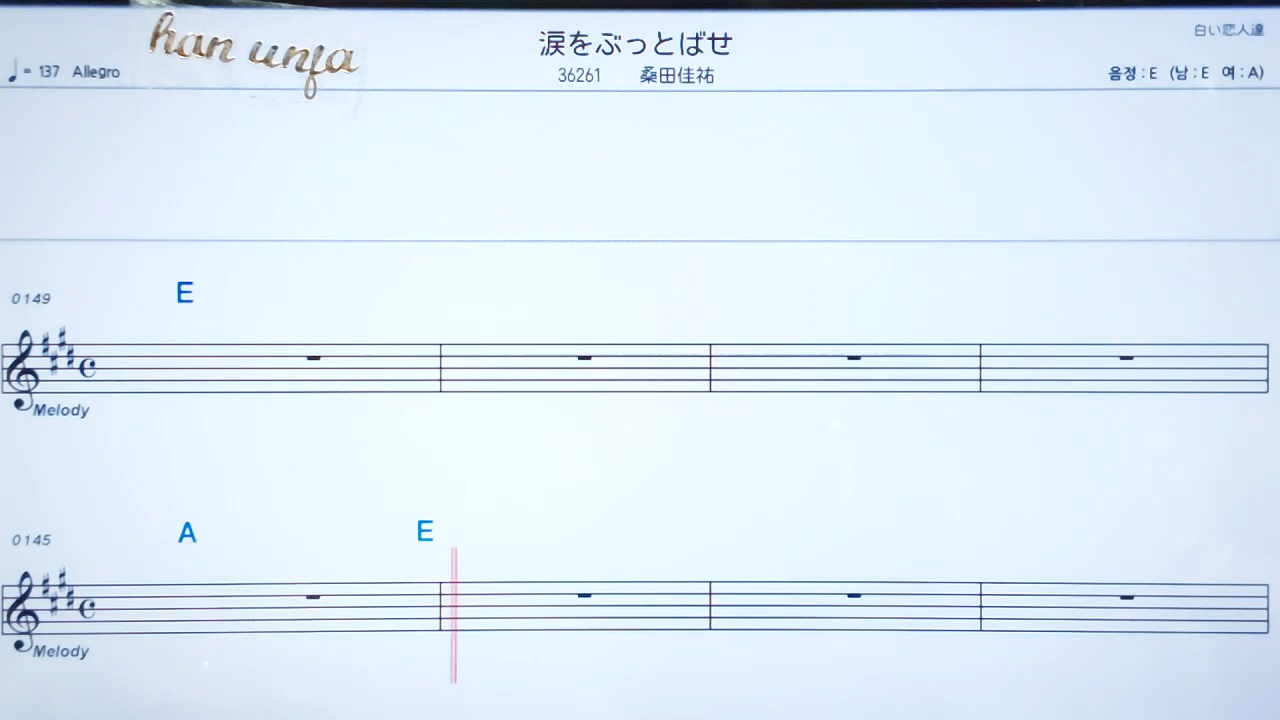 han unja
涙をぶっとばせ
白い恋人達
♩= 137 Allegro
36261 桑田佳祐
음정 : E (남 : E 여 : A)
0149
E
Melody
0145
A E
Melody